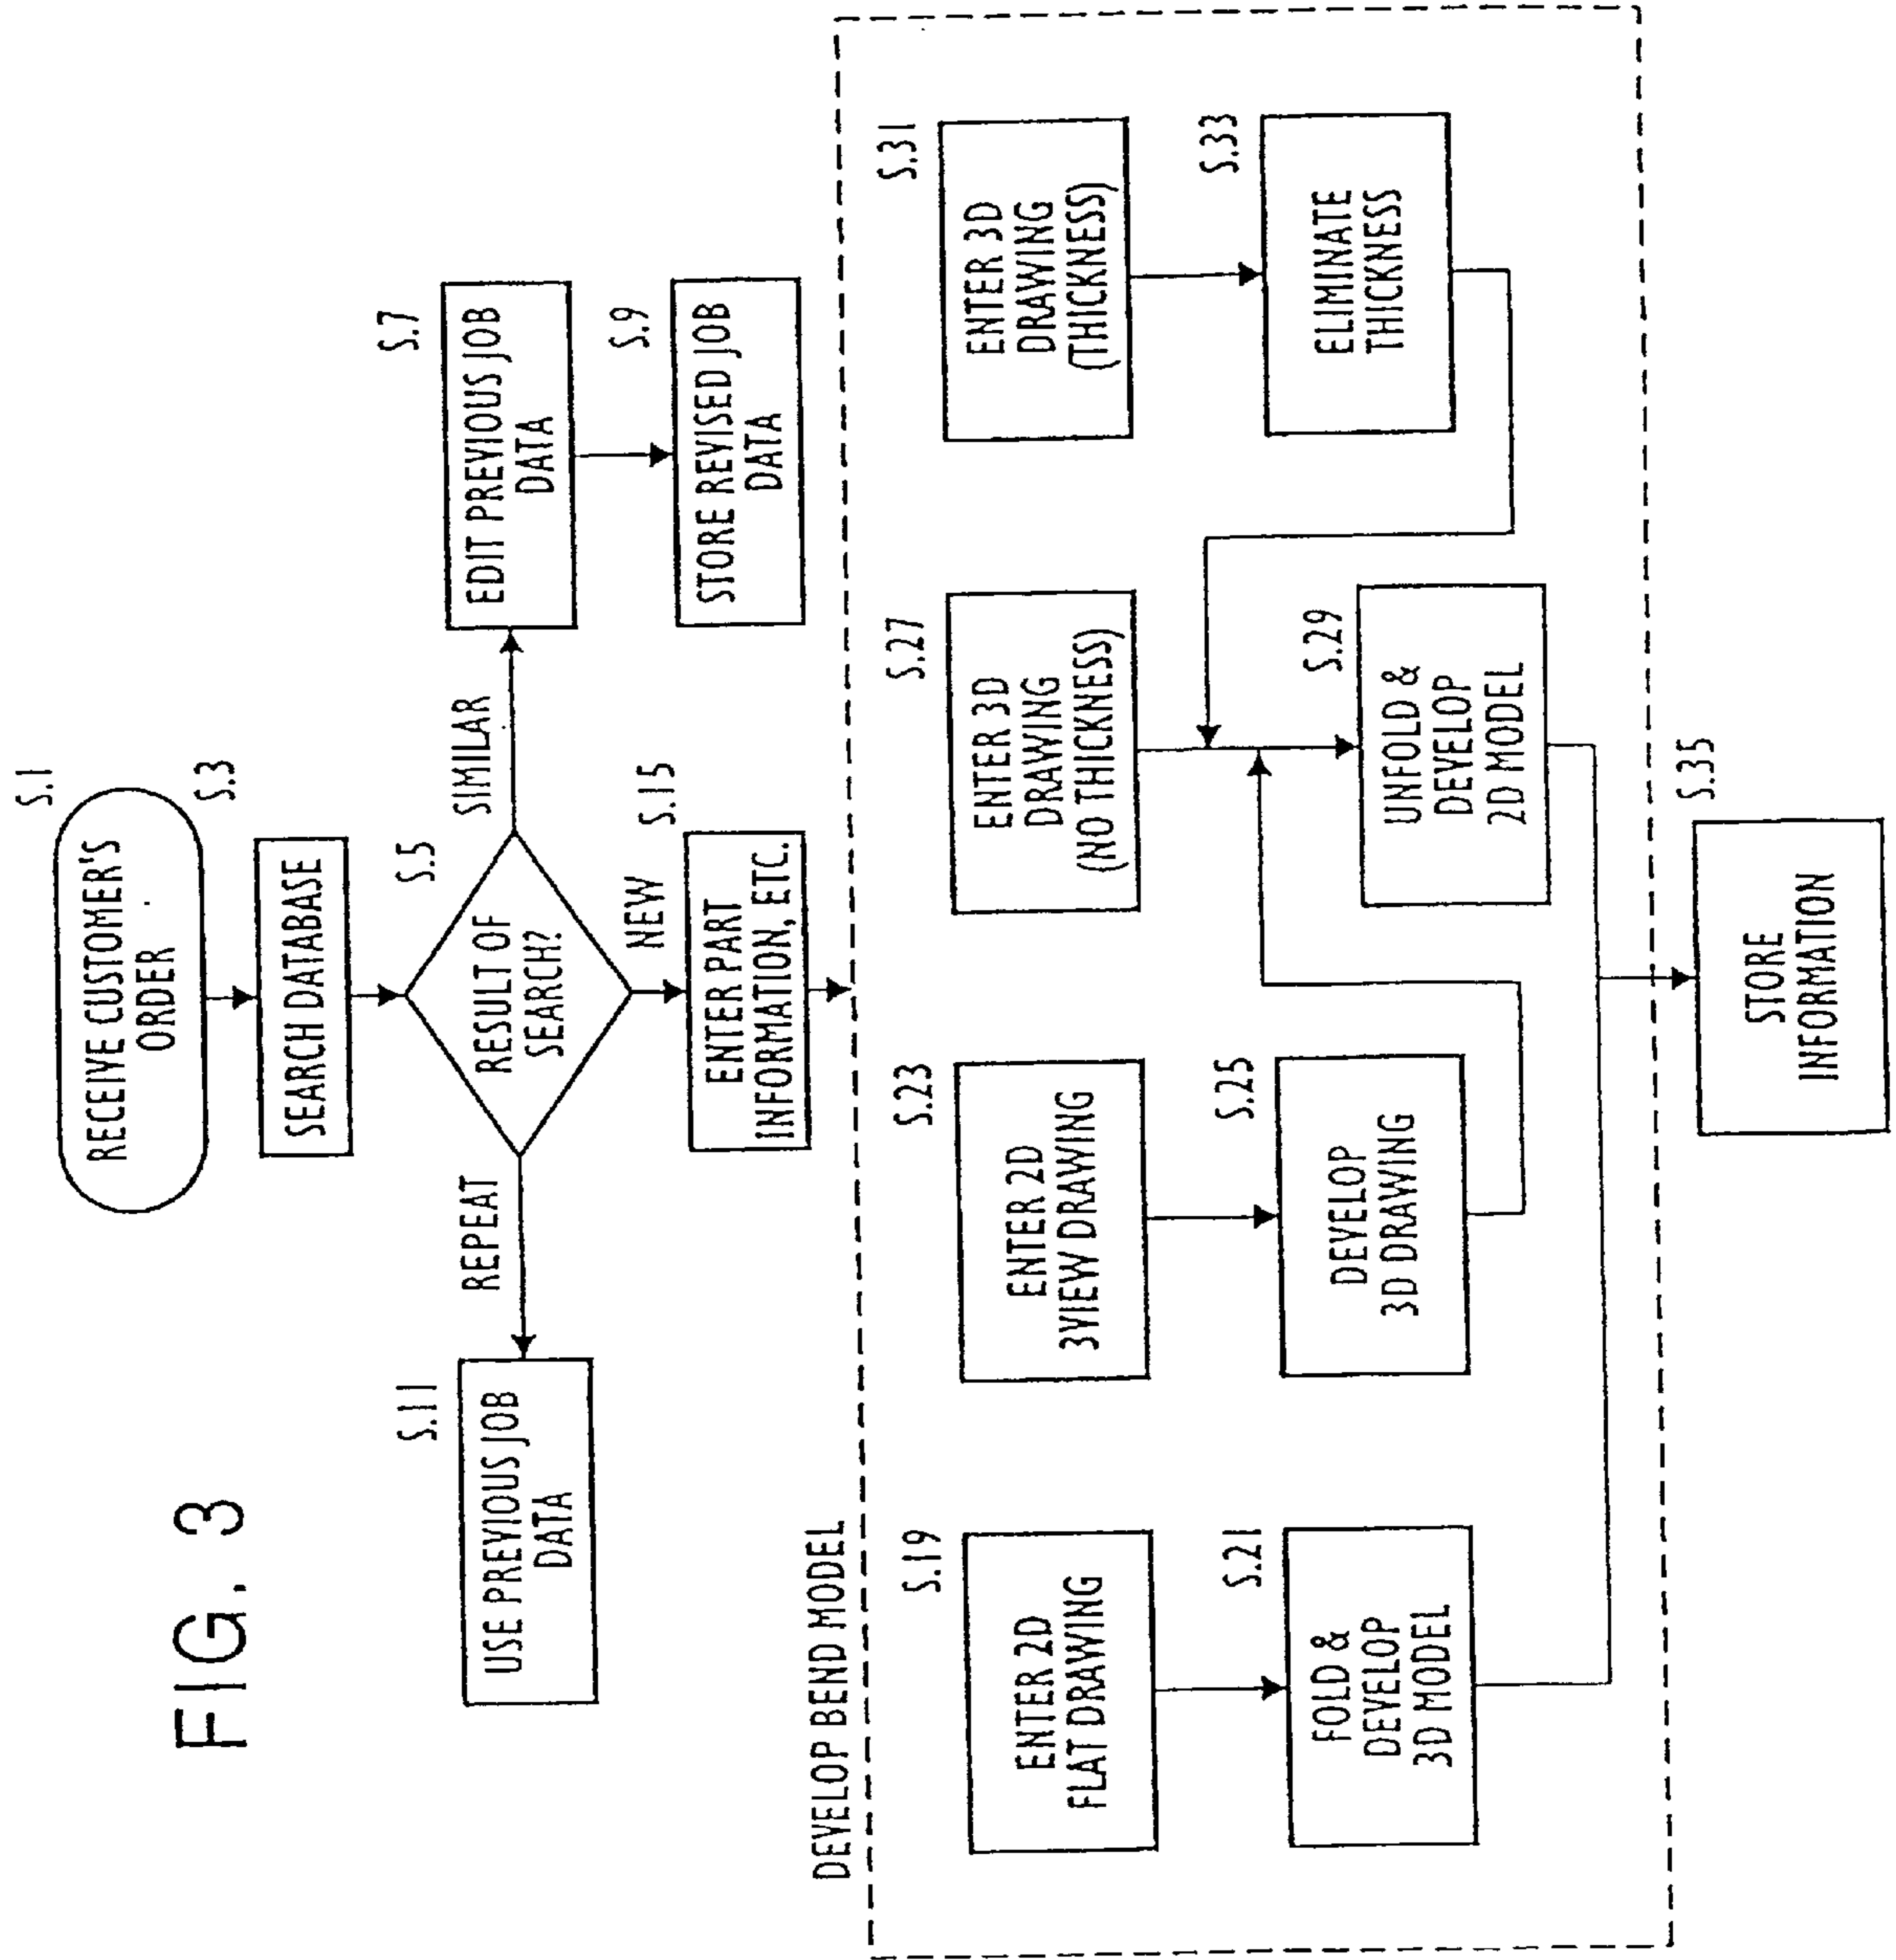 FIG. 3
S.1
RECEIVE CUSTOMER'S
ORDER
S.3
SEARCH DATABASE
S.5
RESULT OF
SEARCH?
REPEAT
SIMILAR
NEW
S.11
USE PREVIOUS JOB
DATA
S.7
EDIT PREVIOUS JOB
DATA
S.9
STORE REVISED JOB
DATA
S.15
ENTER PART
INFORMATION, ETC.
DEVELOP BEND MODEL
S.19
ENTER 2D
FLAT DRAWING
S.21
FOLD &
DEVELOP
3D MODEL
S.23
ENTER 2D
3VIEW DRAWING
S.25
DEVELOP
3D DRAWING
S.27
ENTER 3D
DRAWING
(NO THICKNESS)
S.29
UNFOLD &
DEVELOP
2D MODEL
S.31
ENTER 3D
DRAWING
(THICKNESS)
S.33
ELIMINATE
THICKNESS
S.35
STORE
INFORMATION